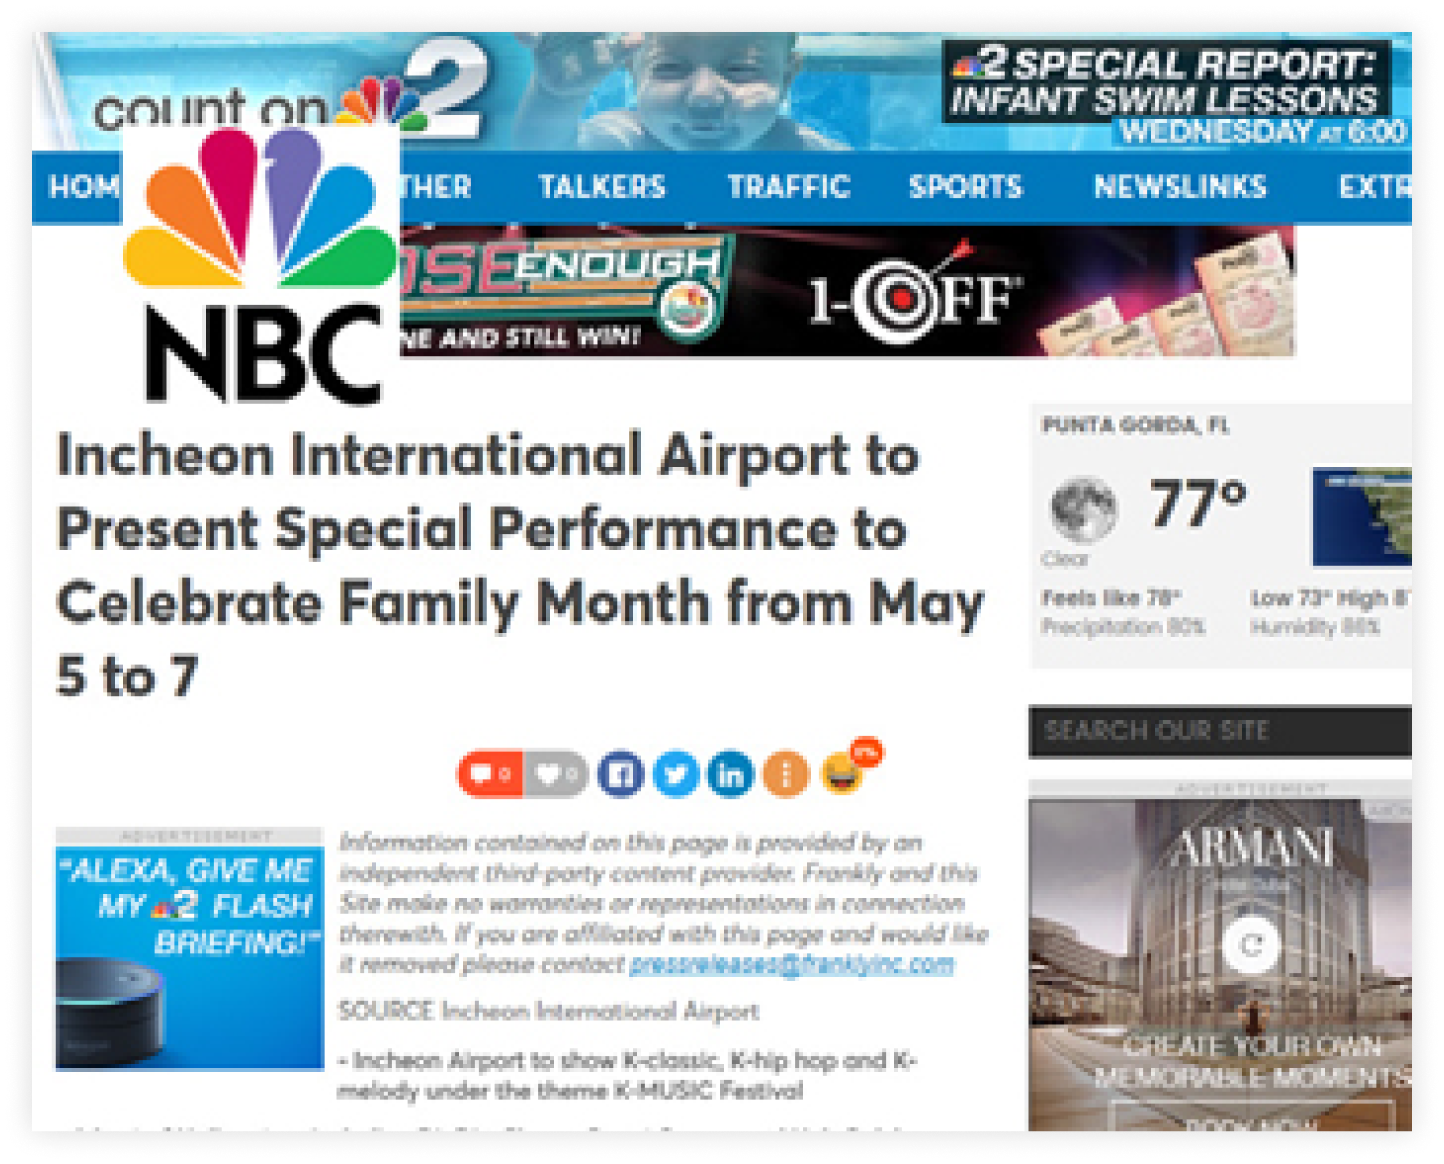 count on 2
2 SPECIAL REPORT:
INFANT SWIM LESSONS
WEDNESDAY AT 6:00
HOM
THER
TALKERS
TRAFFIC
SPORTS
NEWSLINKS
EXTR
NBC
OSE ENOUGH
NE AND STILL WIN!
1-OFF
Incheon International Airport to
Present Special Performance to
Celebrate Family Month from May
5 to 7
0 0
ADVERTISEMENT
"ALEXA, GIVE ME
MY 2 FLASH
BRIEFING!"
Information contained on this page is provided by an
independent third-party content provider. Frankly and this
Site make no warranties or representations in connection
therewith. If you are affiliated with this page and would like
it removed please contact pressreleases@franklyinc.com
SOURCE Incheon International Airport
- Incheon Airport to show K-classic, K-hip hop and K-
melody under the theme K-MUSIC Festival
PUNTA GORDA, FL
77°
Clear
Feels like 78°
Low 73° High 8
Precipitation 80%
Humidity 86%
SEARCH OUR SITE
ADVERTISEMENT
ARMANI
CREATE YOUR OWN
MEMORABLE MOMENTS
BOOK NOW